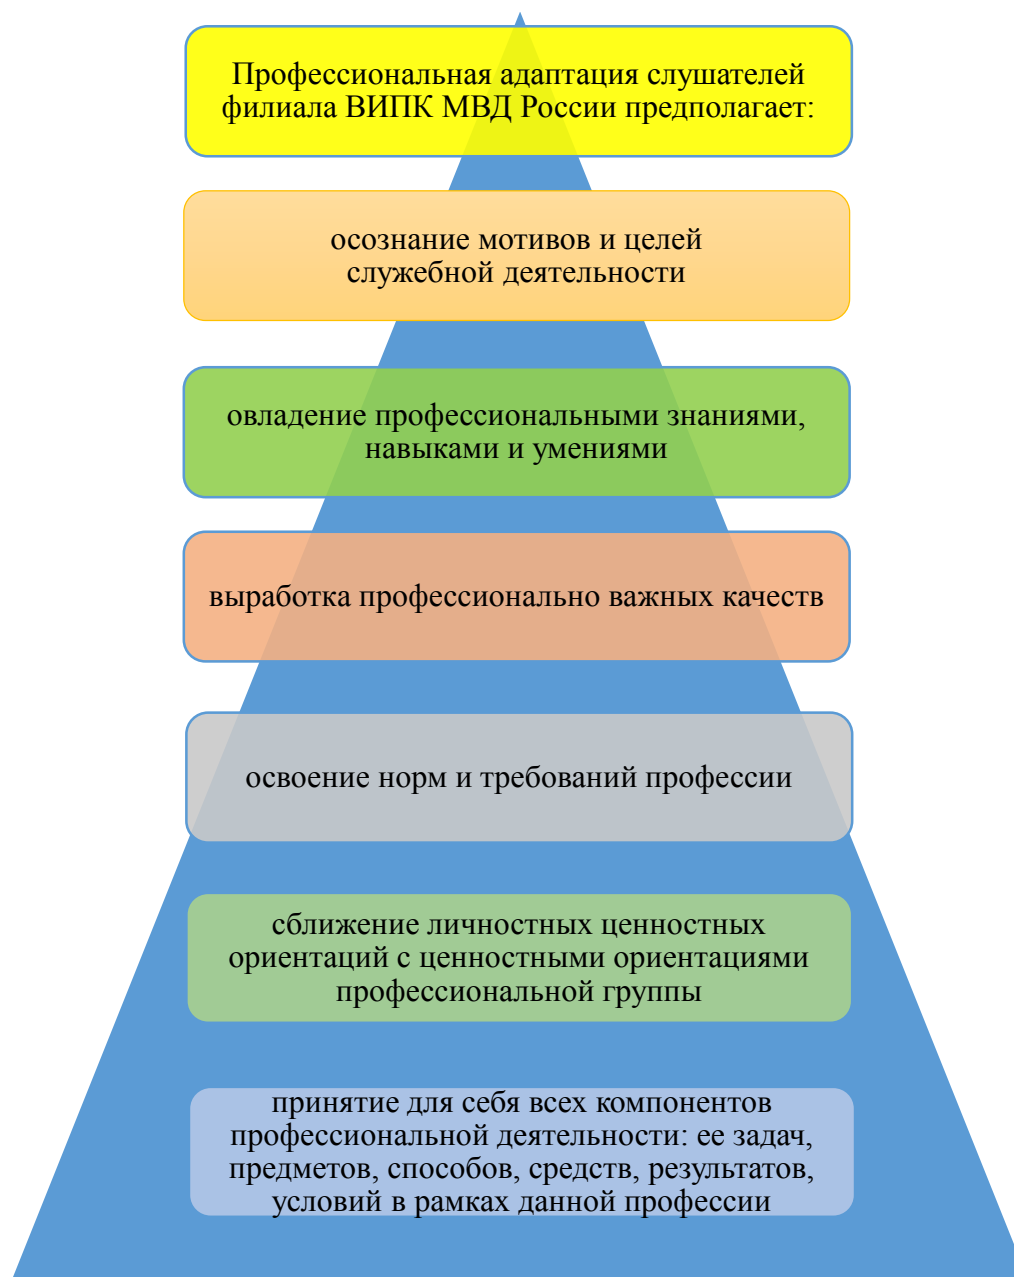 Профессиональная адаптация слушателей
филиала ВИПК МВД России предполагает:
осознание мотивов и целей
служебной деятельности
овладение профессиональными знаниями,
навыками и умениями
выработка профессионально важных качеств
освоение норм и требований профессии
сближение личностных ценностных
ориентаций с ценностными ориентациями
профессиональной группы
принятие для себя всех компонентов
профессиональной деятельности: ее задач,
предметов, способов, средств, результатов,
условий в рамках данной профессии